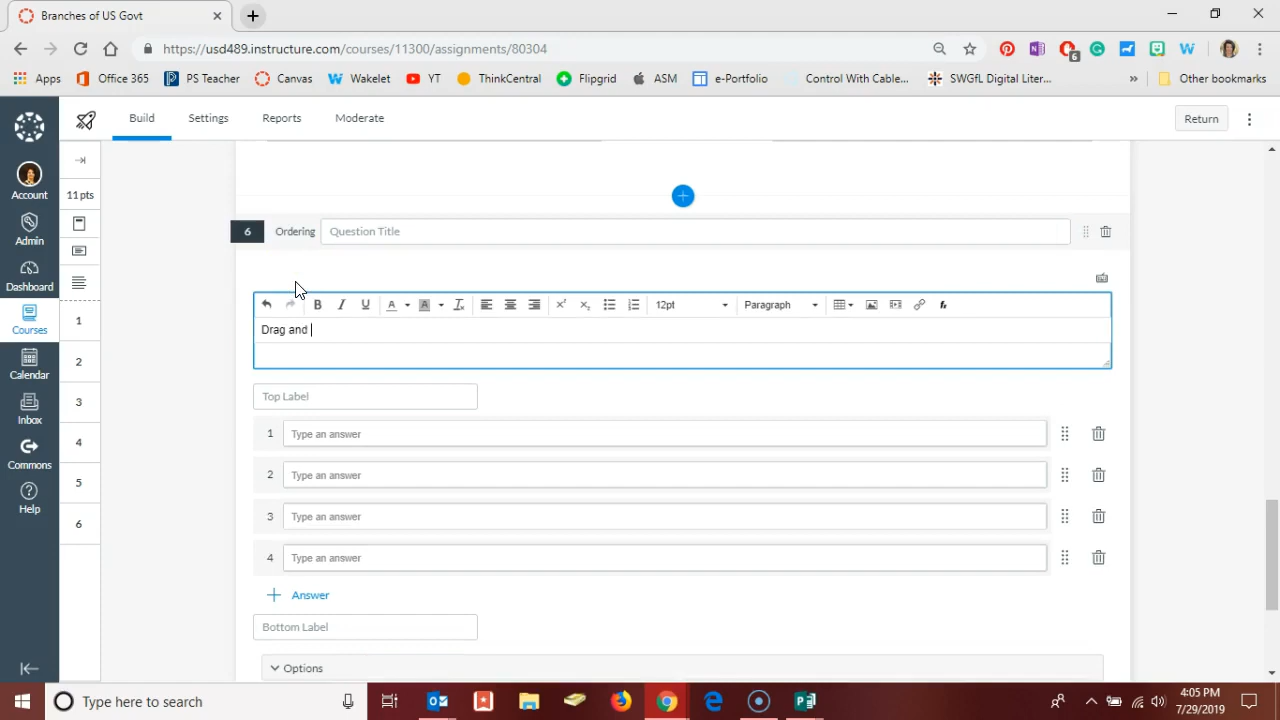 Branches of US Govt
https://usd489.instructure.com/courses/11300/assignments/80304
6
Apps Office 365 PS Teacher Canvas Wakelet YT ThinkCentral Flipgrid ASM e-Portfolio Control With Cable... SWGfL Digital Liter... » Other bookmarks
Build Settings Reports Moderate Return
Account
Admin
Dashboard
Courses
Calendar
Inbox
Commons
Help
11 pts
1
2
3
4
5
6
6 Ordering Question Title
B I U A A 12pt Paragraph
Drag and
Top Label
1 Type an answer
2 Type an answer
3 Type an answer
4 Type an answer
+ Answer
Bottom Label
Options
Type here to search
4:05 PM
7/29/2019